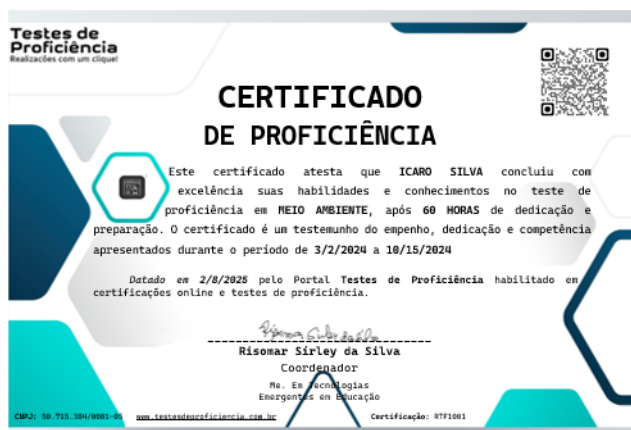 Testes de
Proficiência
Realizações com um clique!
CERTIFICADO
DE PROFICIÊNCIA
Este certificado atesta que ICARO SILVA concluiu com
excelência suas habilidades e conhecimentos no teste de
proficiência em MEIO AMBIENTE, após 60 HORAS de dedicação e
preparação. O certificado é um testemunho do empenho, dedicação e competência
apresentados durante o período de 3/2/2024 a 10/15/2024
Datado em 2/8/2025 pelo Portal Testes de Proficiência habilitado em
certificações online e testes de proficiência.
Risomar Sirley da Silva
Coordenador
Me. Em Tecnologias
Emergentes em Educação
CNPJ: 50.715.304/0001-05 www.testesdeproficiencia.com.br Certificação: RTF1001